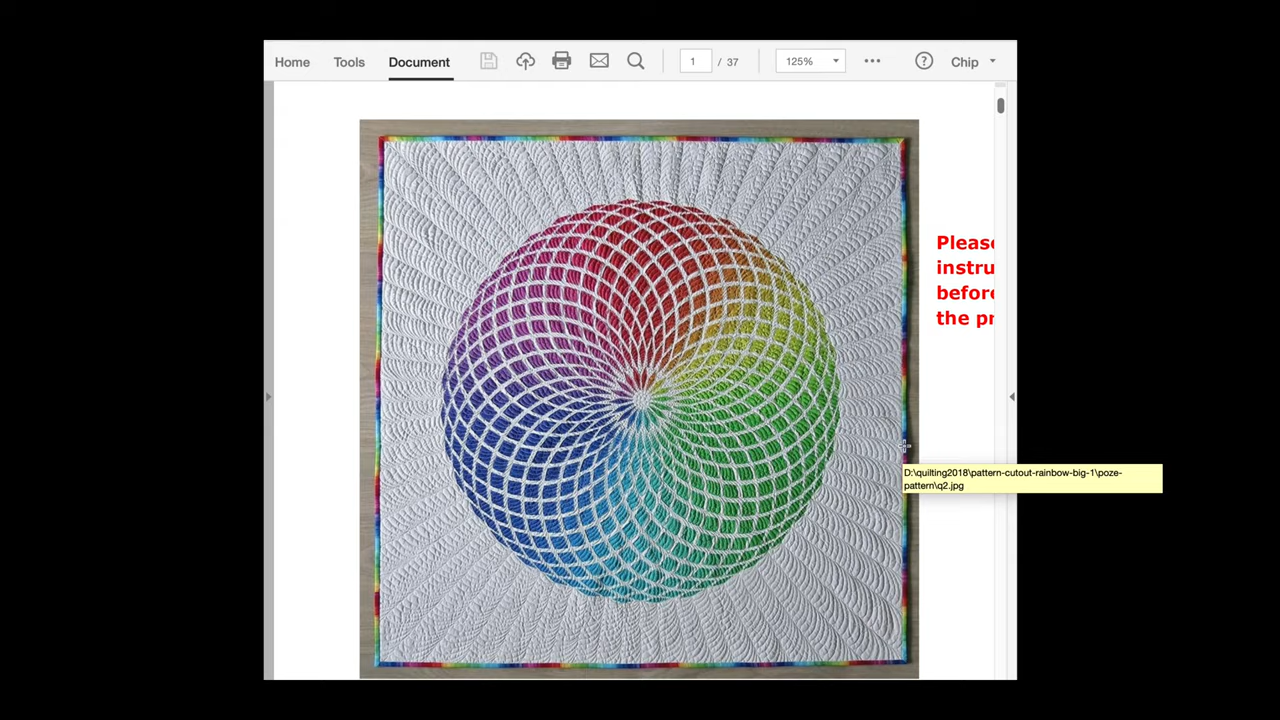 Home Tools Document 1 / 37 125% Chip
Please
instru
before
the pr
D:\quilting2018\pattern-cutout-rainbow-big-1\poze-
pattern\q2.jpg